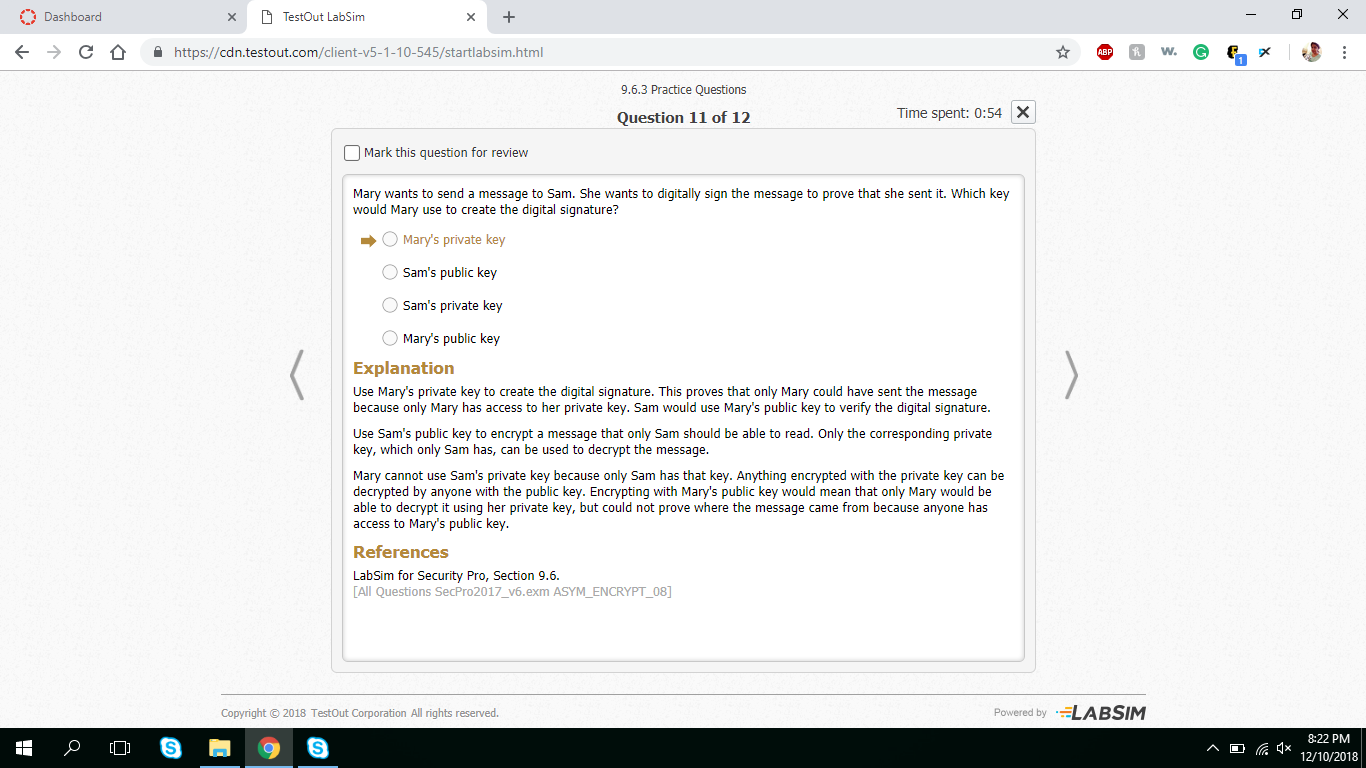 Dashboard
TestOut LabSim
https://cdn.testout.com/client-v5-1-10-545/startlabsim.html
ABP
w.
1
9.6.3 Practice Questions
Question 11 of 12
Time spent: 0:54
Mark this question for review
Mary wants to send a message to Sam. She wants to digitally sign the message to prove that she sent it. Which key
would Mary use to create the digital signature?
Mary's private key
Sam's public key
Sam's private key
Mary's public key
Explanation
Use Mary's private key to create the digital signature. This proves that only Mary could have sent the message
because only Mary has access to her private key. Sam would use Mary's public key to verify the digital signature.
Use Sam's public key to encrypt a message that only Sam should be able to read. Only the corresponding private
key, which only Sam has, can be used to decrypt the message.
Mary cannot use Sam's private key because only Sam has that key. Anything encrypted with the private key can be
decrypted by anyone with the public key. Encrypting with Mary's public key would mean that only Mary would be
able to decrypt it using her private key, but could not prove where the message came from because anyone has
access to Mary's public key.
References
LabSim for Security Pro, Section 9.6.
[All Questions SecPro2017_v6.exm ASYM_ENCRYPT_08]
Copyright © 2018 TestOut Corporation All rights reserved.
Powered by LABSIM
8:22 PM
12/10/2018